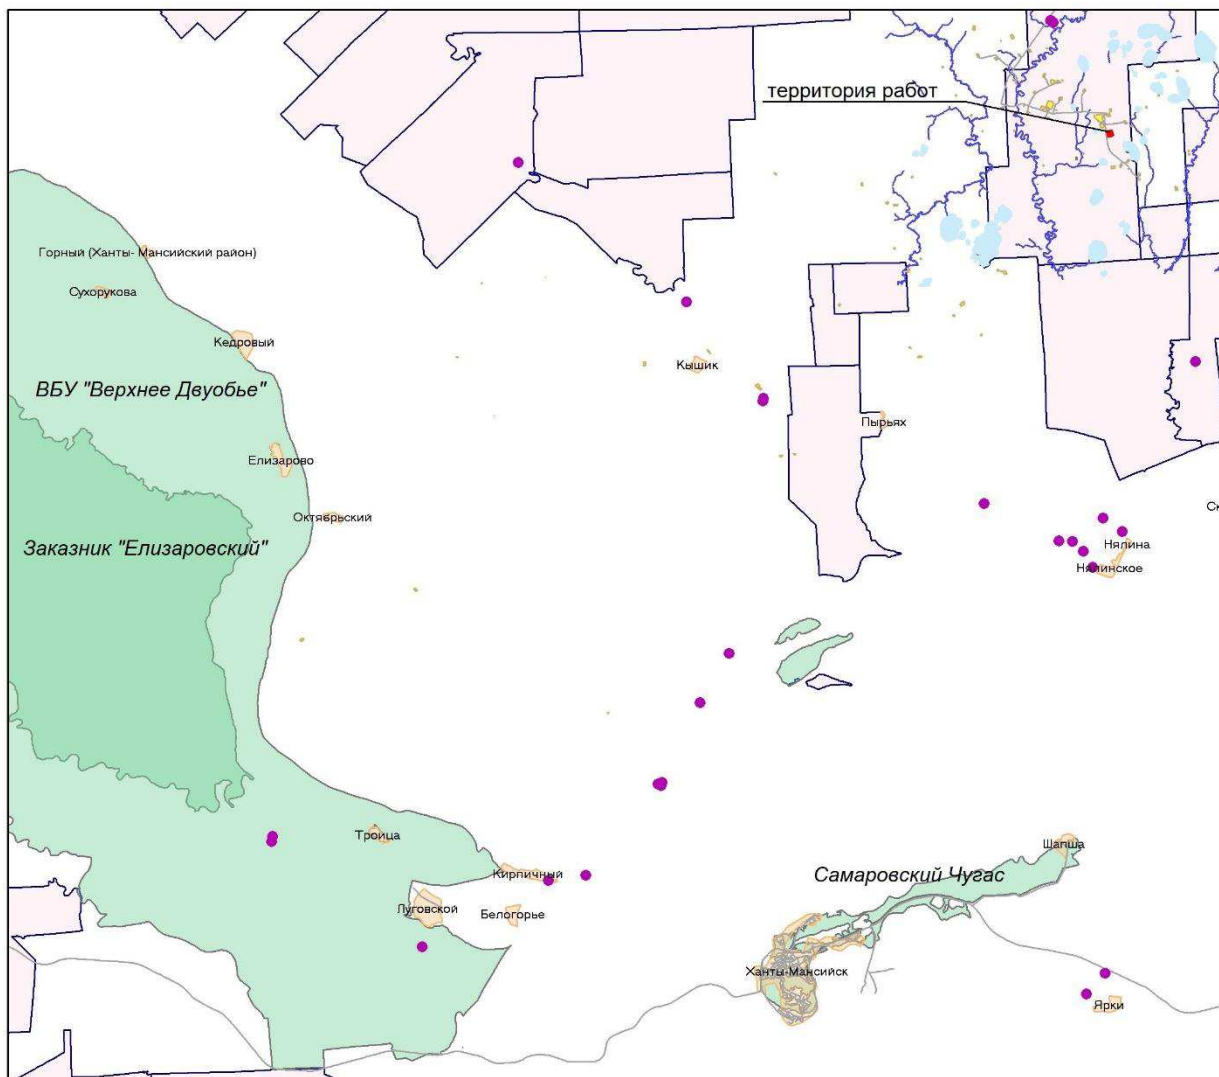 территория работ
Горный (Ханты- Мансийский район)
Сухорукова
Кедровый
Кышик
ВБУ "Верхнее Двуобье"
Пырьях
Елизарово
Ск
Октябрьский
Заказник "Елизаровский"
Нялина
Нялинское
Троица
Шапша
Кирпичный
Самаровский Чугас
Луговской
Белогорье
Ханты-Мансийск
Ярки